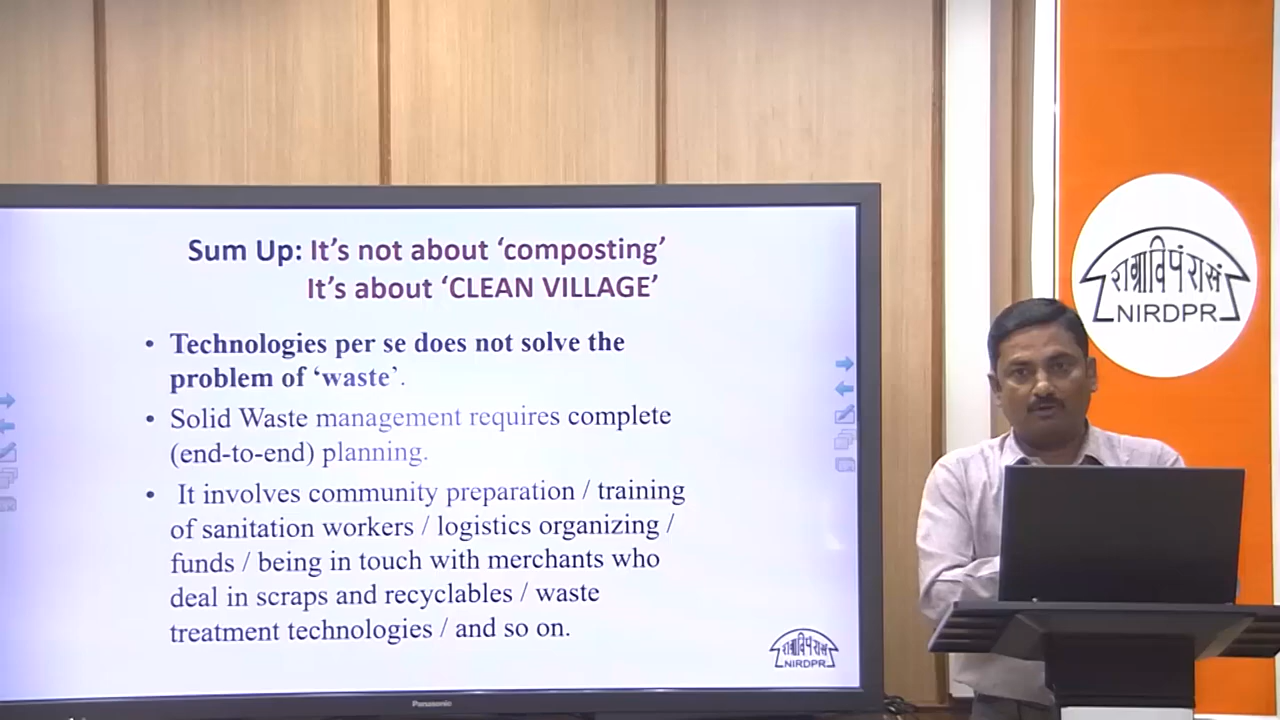 Sum Up: It’s not about ‘composting’
It’s about ‘CLEAN VILLAGE’
• Technologies per se does not solve the
problem of ‘waste’.
• Solid Waste management requires complete
(end-to-end) planning.
• It involves community preparation / training
of sanitation workers / logistics organizing /
funds / being in touch with merchants who
deal in scraps and recyclables / waste
treatment technologies / and so on.
राग्राविपंरासं
NIRDPR
Panasonic
राग्राविपंरासं
NIRDPR